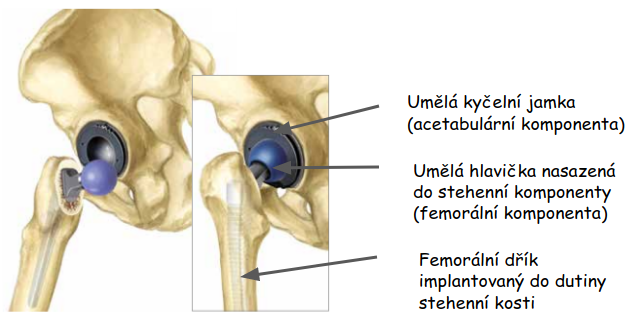 Umělá kyčelní jamka
(acetabulární komponenta)
Umělá hlavička nasazená
do stehenní komponenty
(femorální komponenta)
Femorální dřík
implantovaný do dutiny
stehenní kosti